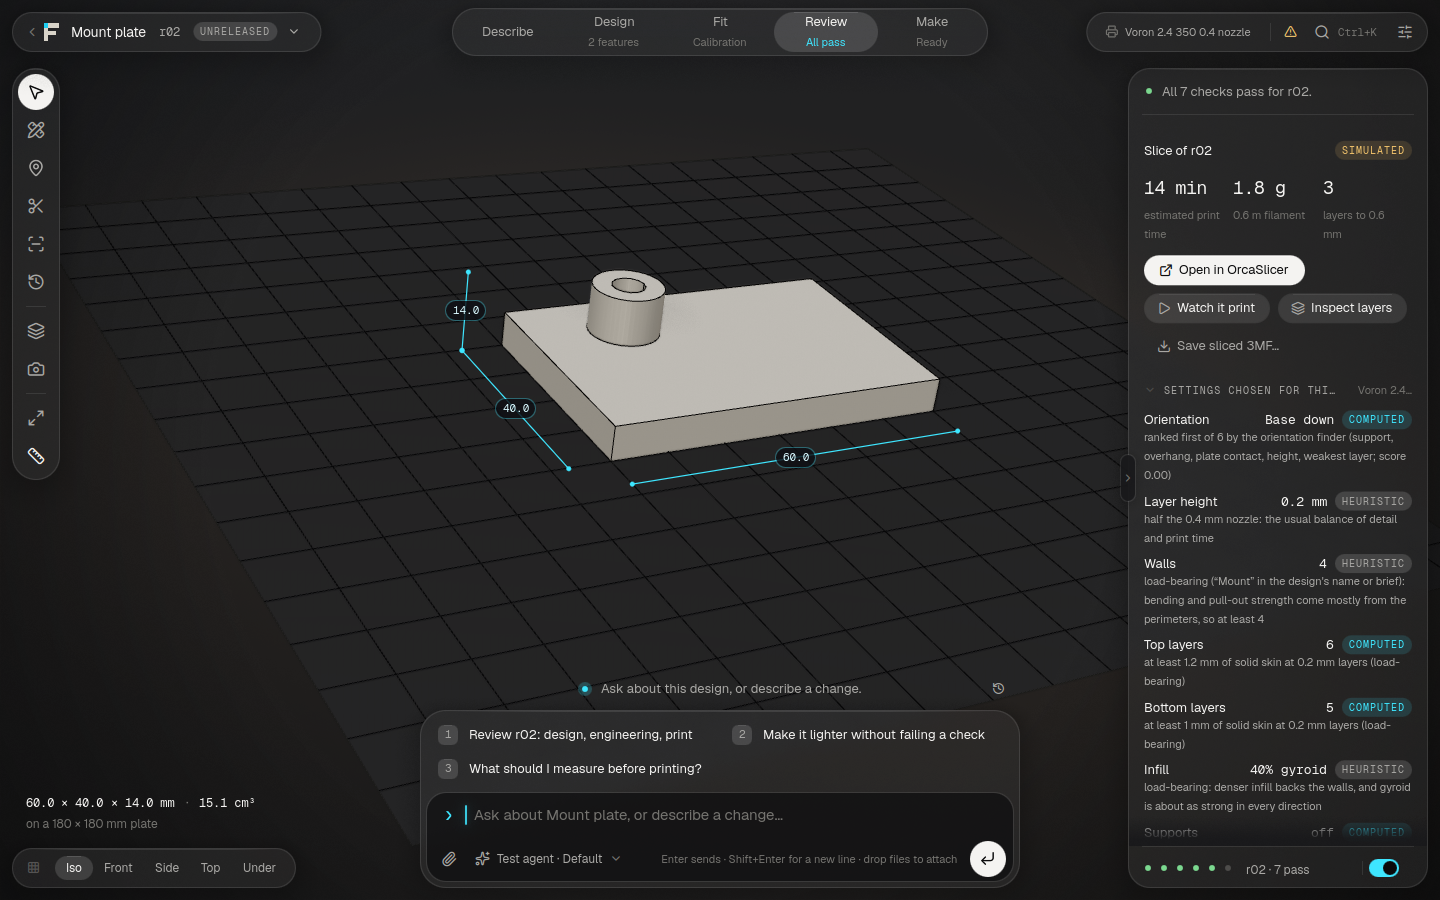 Mount plate r02 UNRELEASED
Describe
Design
2 features
Fit
Calibration
Review
All pass
Make
Ready
Voron 2.4 350 0.4 nozzle
Ctrl+K
14.0
40.0
60.0
All 7 checks pass for r02.
Slice of r02 SIMULATED
14 min 1.8 g 3
estimated print 0.6 m filament layers to 0.6
time mm
Open in OrcaSlicer
Watch it print Inspect layers
Save sliced 3MF…
SETTINGS CHOSEN FOR THI… Voron 2.4…
Orientation Base down COMPUTED
ranked first of 6 by the orientation finder (support,
overhang, plate contact, height, weakest layer; score
0.00)
Layer height 0.2 mm HEURISTIC
half the 0.4 mm nozzle: the usual balance of detail
and print time
Walls 4 HEURISTIC
load-bearing (“Mount” in the design's name or brief):
bending and pull-out strength come mostly from the
perimeters, so at least 4
Top layers 6 COMPUTED
at least 1.2 mm of solid skin at 0.2 mm layers (load-
bearing)
Bottom layers 5 COMPUTED
at least 1 mm of solid skin at 0.2 mm layers (load-
bearing)
Infill 40% gyroid HEURISTIC
load-bearing: denser infill backs the walls, and gyroid
is about as strong in every direction
Supports off COMPUTED
r02 · 7 pass
Ask about this design, or describe a change.
1 Review r02: design, engineering, print
2 Make it lighter without failing a check
3 What should I measure before printing?
Ask about Mount plate, or describe a change…
Test agent · Default
Enter sends · Shift+Enter for a new line · drop files to attach
60.0 × 40.0 × 14.0 mm · 15.1 cm³
on a 180 × 180 mm plate
Iso Front Side Top Under